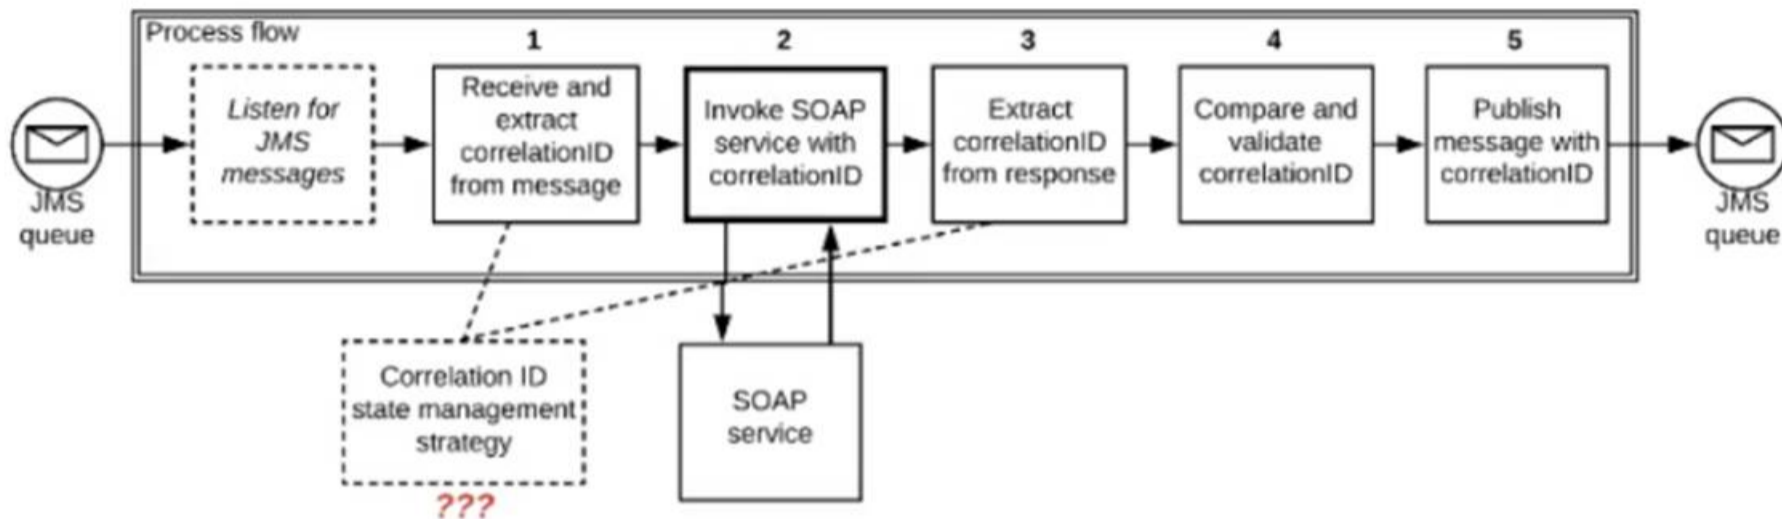 Process flow
1
2
3
4
5
JMS
queue
Listen for
JMS
messages
Receive and
extract
correlationID
from message
Invoke SOAP
service with
correlationID
Extract
correlationID
from response
Compare and
validate
correlationID
Publish
message with
correlationID
JMS
queue
Correlation ID
state management
strategy
???
SOAP
service